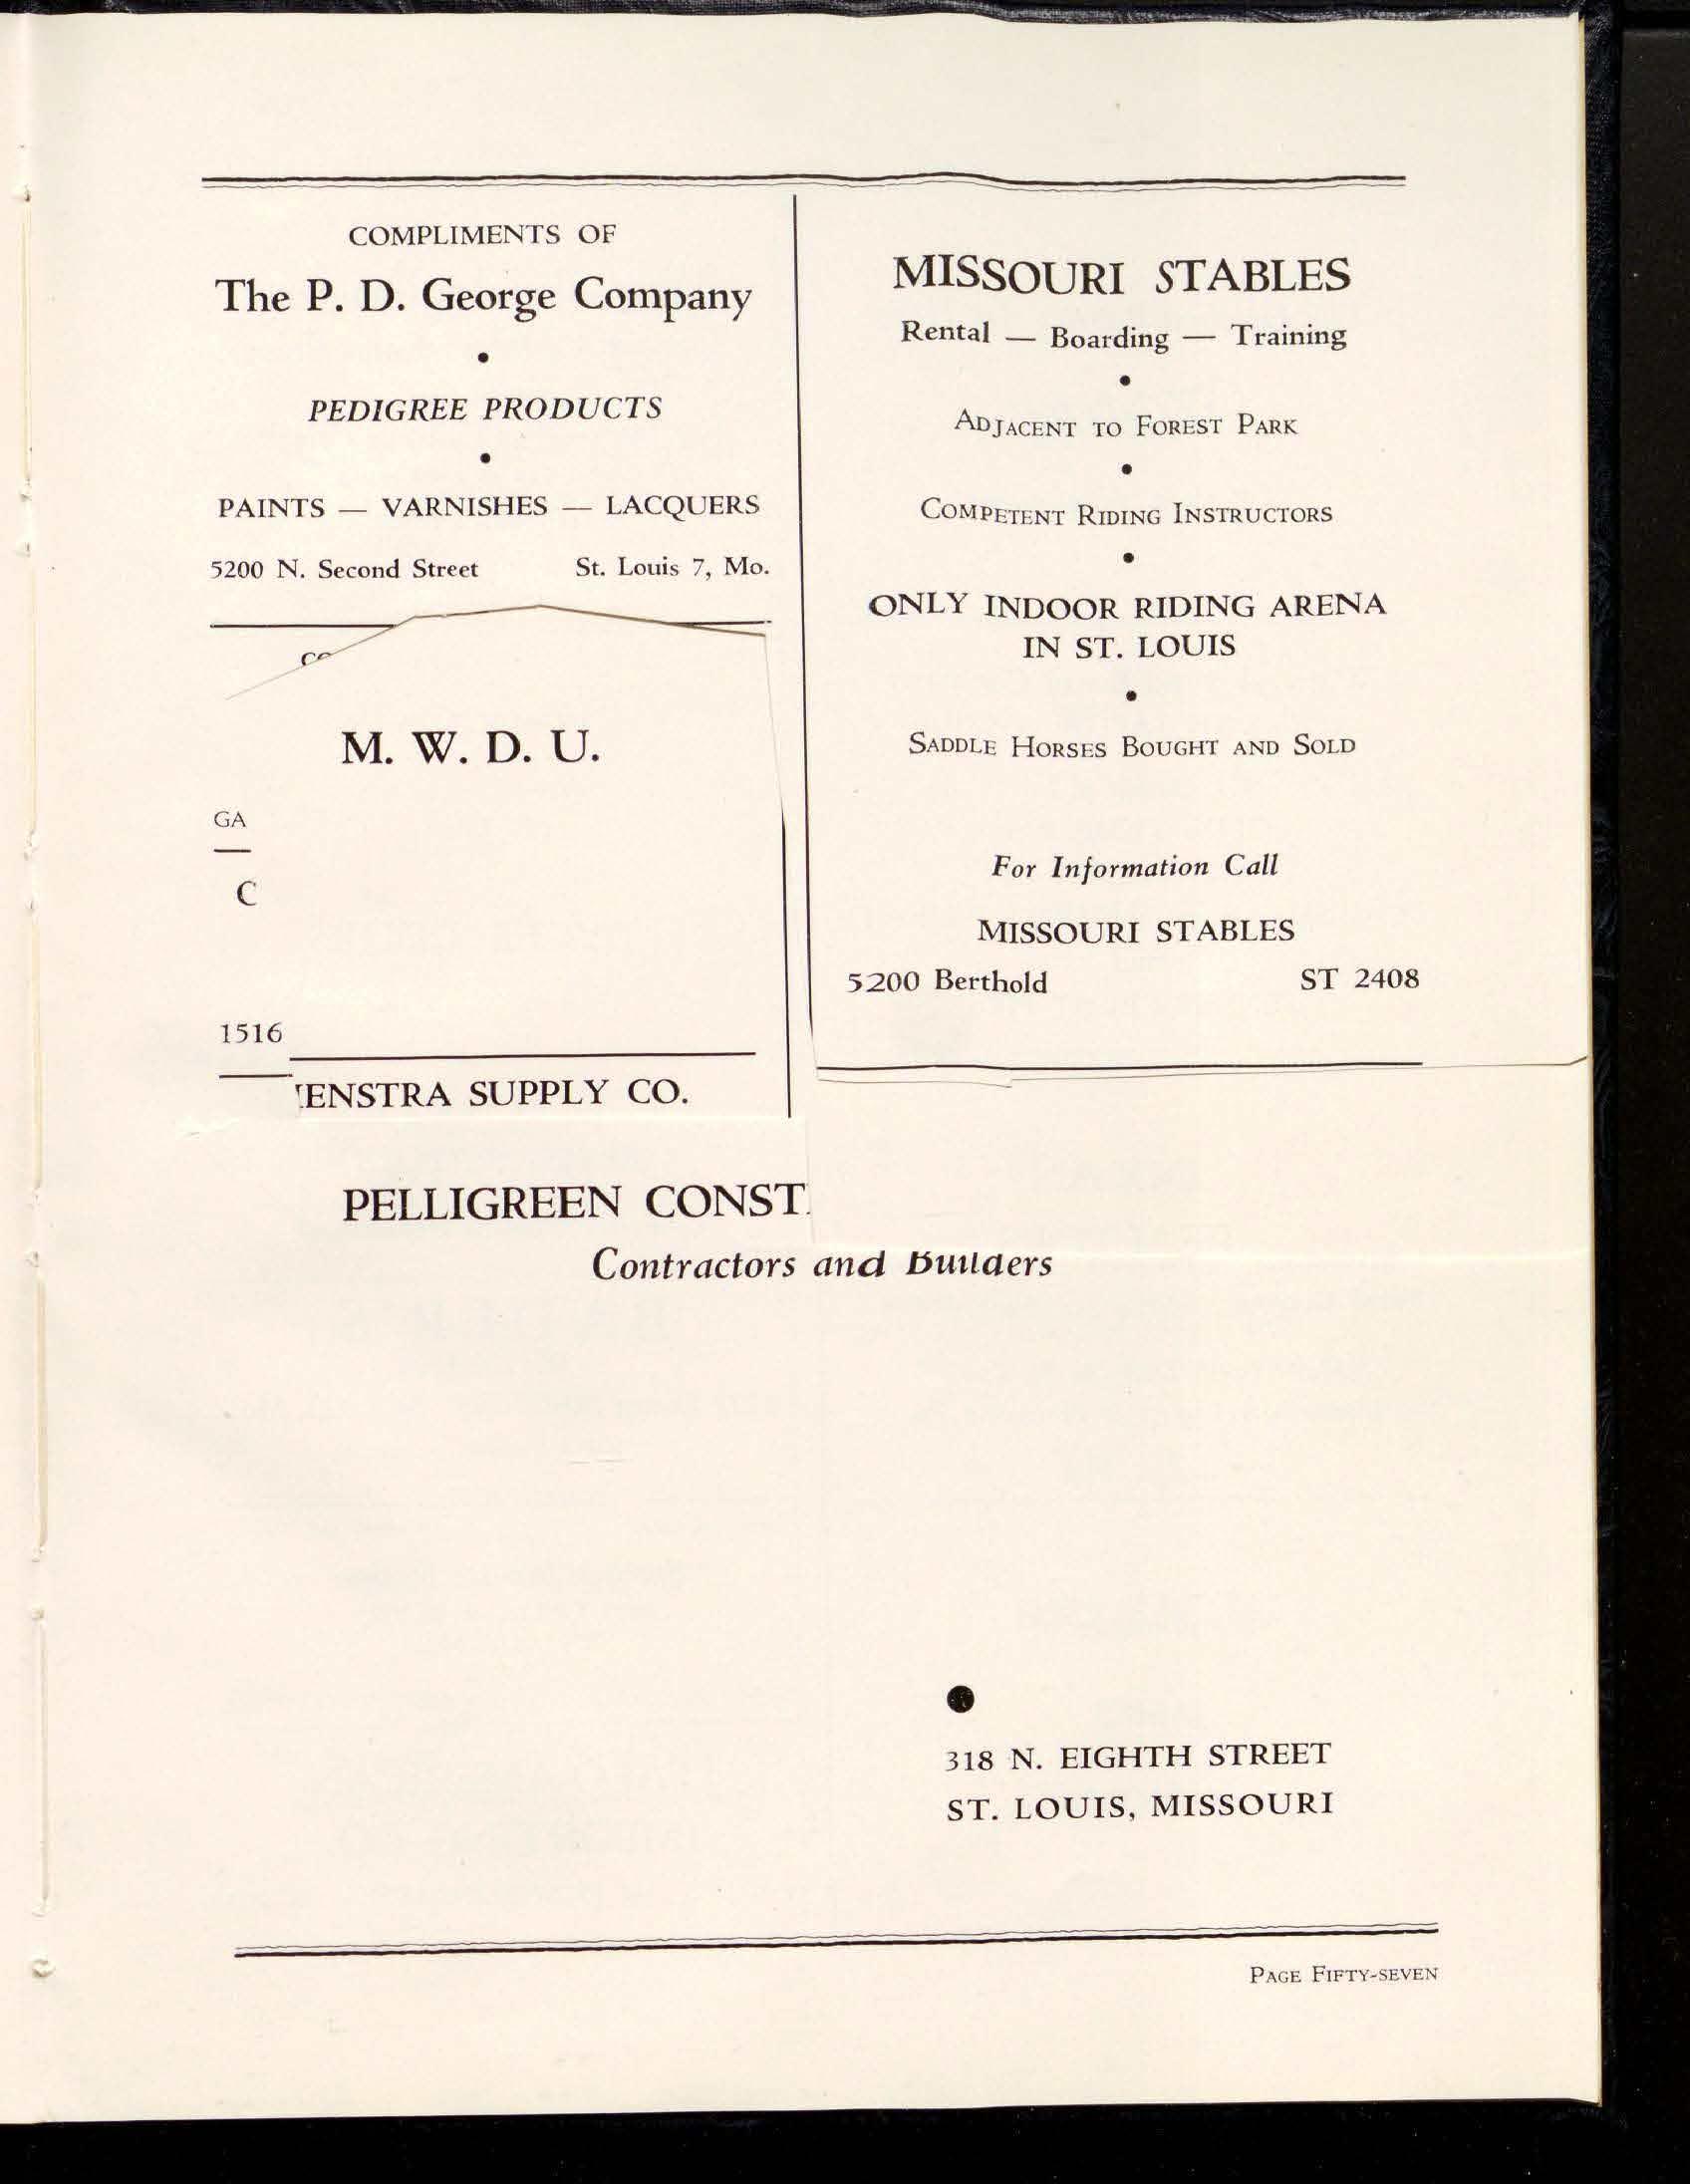 COMPLIMENTS OF
The P. D. George Company
PEDIGREE PRODUCTS
PAINTS — VARNISHES — LACQUERS
5200 N. Second Street St. Louis 7, Mo.
M. W. D. U.
GA
C
1516
ENSTRA SUPPLY CO.
MISSOURI STABLES
Rental — Boarding — Training
ADJACENT TO FOREST PARK
COMPETENT RIDING INSTRUCTORS
ONLY INDOOR RIDING ARENA
IN ST. LOUIS
SADDLE HORSES BOUGHT AND SOLD
For Information Call
MISSOURI STABLES
5200 Berthold ST 2408
PELLIGREEN CONST
Contractors and Builders
318 N. EIGHTH STREET
ST. LOUIS, MISSOURI
PAGE FIFTY-SEVEN